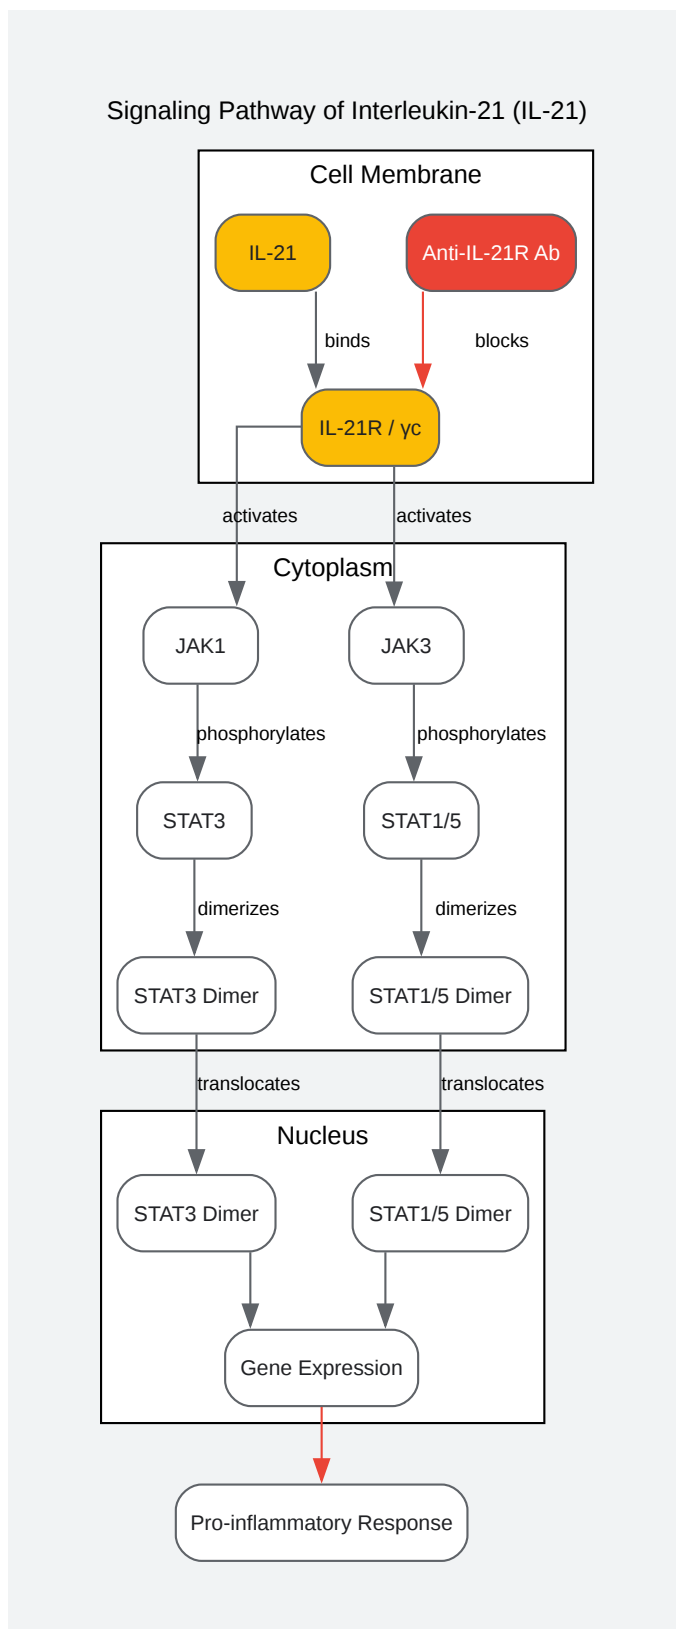 Signaling Pathway of Interleukin-21 (IL-21)
Cell Membrane
IL-21
Anti-IL-21R Ab
binds
blocks
IL-21R / γc
activates
activates
Cytoplasm
JAK1
JAK3
phosphorylates
phosphorylates
STAT3
STAT1/5
dimerizes
dimerizes
STAT3 Dimer
STAT1/5 Dimer
translocates
translocates
Nucleus
STAT3 Dimer
STAT1/5 Dimer
Gene Expression
Pro-inflammatory Response